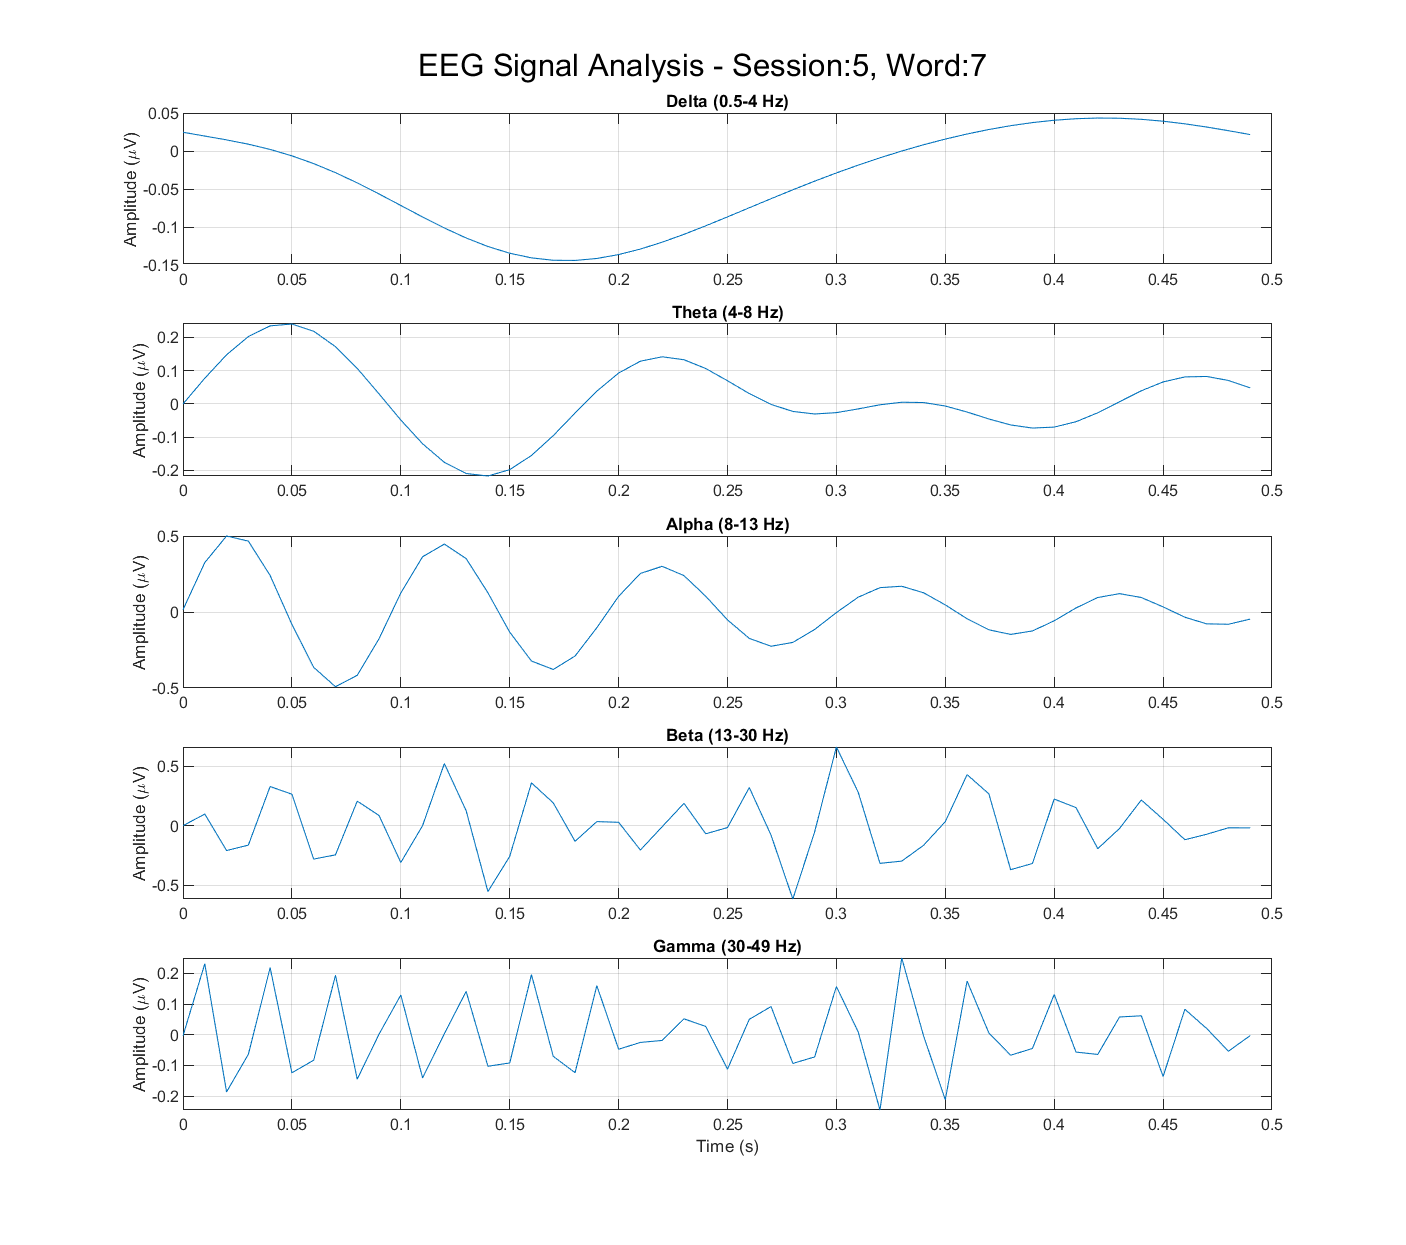 EEG Signal Analysis - Session:5, Word:7
Delta (0.5-4 Hz)
Amplitude (μV)
0.05
0
-0.05
-0.1
-0.15
0 0.05 0.1 0.15 0.2 0.25 0.3 0.35 0.4 0.45 0.5
Theta (4-8 Hz)
Amplitude (μV)
0.2
0.1
0
-0.1
-0.2
0 0.05 0.1 0.15 0.2 0.25 0.3 0.35 0.4 0.45 0.5
Alpha (8-13 Hz)
Amplitude (μV)
0.5
0
-0.5
0 0.05 0.1 0.15 0.2 0.25 0.3 0.35 0.4 0.45 0.5
Beta (13-30 Hz)
Amplitude (μV)
0.5
0
-0.5
0 0.05 0.1 0.15 0.2 0.25 0.3 0.35 0.4 0.45 0.5
Gamma (30-49 Hz)
Amplitude (μV)
0.2
0.1
0
-0.1
-0.2
0 0.05 0.1 0.15 0.2 0.25 0.3 0.35 0.4 0.45 0.5
Time (s)